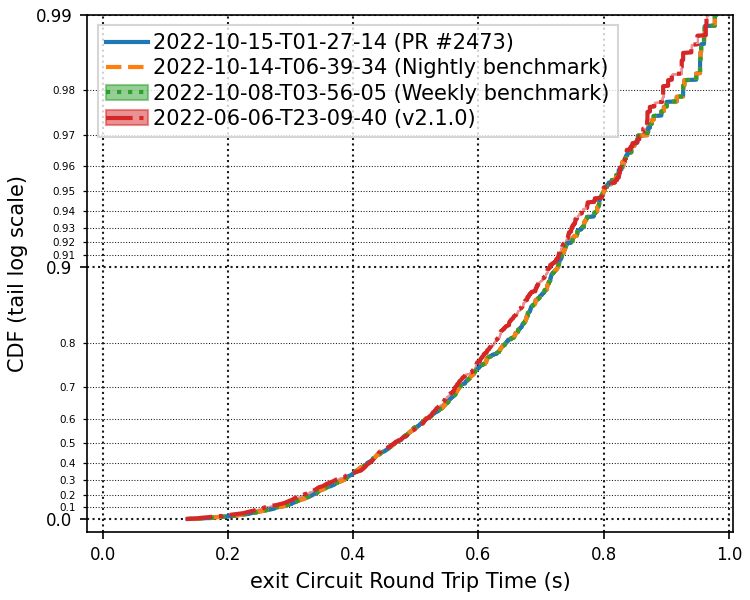 0.99
2022-10-15-T01-27-14 (PR #2473)
2022-10-14-T06-39-34 (Nightly benchmark)
2022-10-08-T03-56-05 (Weekly benchmark)
2022-06-06-T23-09-40 (v2.1.0)
0.98
0.97
0.96
0.95
0.94
0.93
0.92
0.91
0.9
0.8
0.7
0.6
0.5
0.4
0.3
0.2
0.1
0.0
CDF (tail log scale)
0.0 0.2 0.4 0.6 0.8 1.0
exit Circuit Round Trip Time (s)